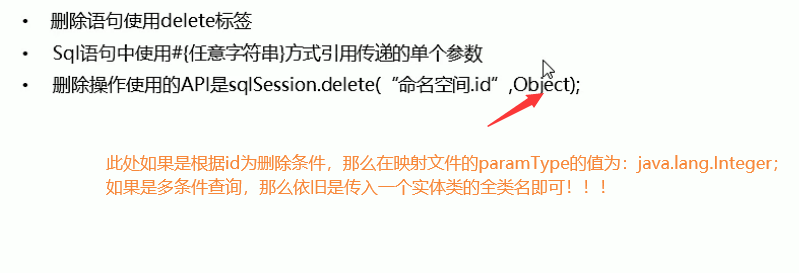 • 删除语句使用delete标签
• Sql语句中使用#{任意字符串}方式引用传递的单个参数
• 删除操作使用的API是sqlSession.delete(“命名空间.id“,Object);
此处如果是根据id为删除条件，那么在映射文件的paramType的值为：java.lang.Integer；
如果是多条件查询，那么依旧是传入一个实体类的全类名即可！！！